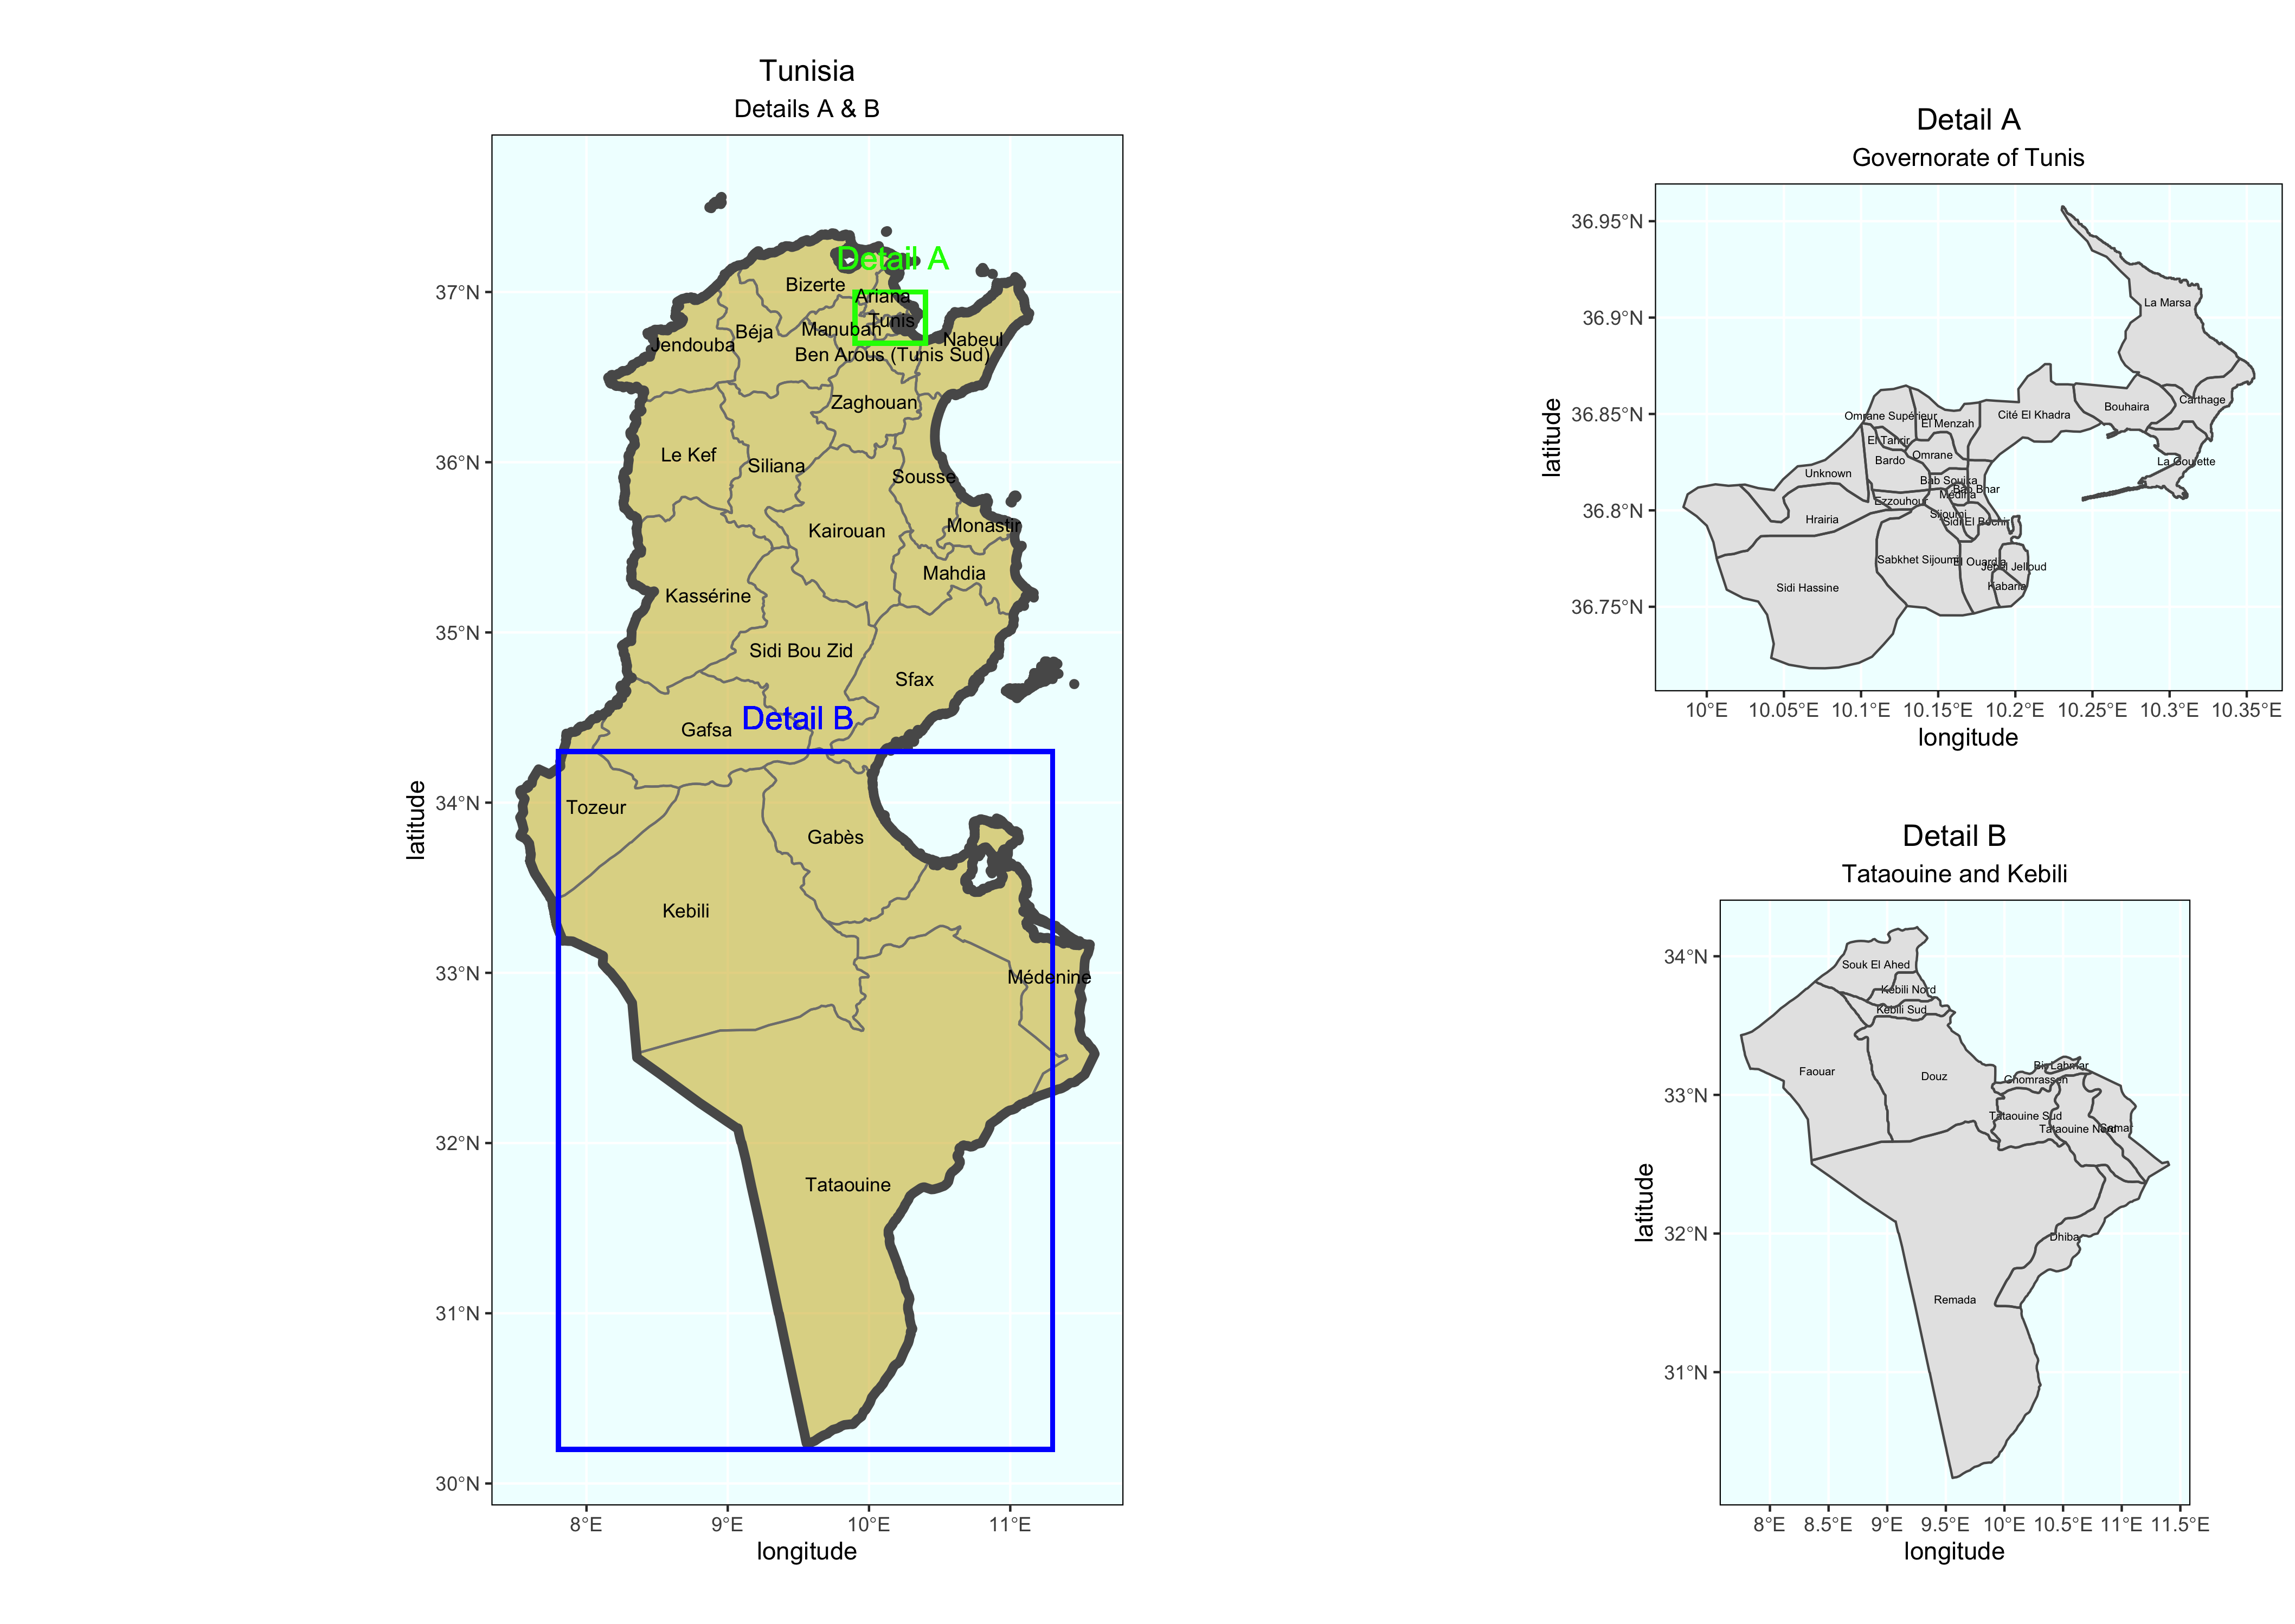 Tunisia
Details A & B
latitude
37°N
36°N
35°N
34°N
33°N
32°N
31°N
30°N
Detail A
Bizerte
Ariana
Tunis
Manubah
Béja
Jendouba
Nabeul
Ben Arous (Tunis Sud)
Zaghouan
Le Kef
Siliana
Sousse
Kairouan
Monastir
Mahdia
Kassérine
Sidi Bou Zid
Sfax
Detail B
Gafsa
Tozeur
Gabès
Kebili
Médenine
Tataouine
8°E
9°E
10°E
11°E
longitude
Detail A
Governorate of Tunis
latitude
36.95°N
36.9°N
36.85°N
36.8°N
36.75°N
La Marsa
Carthage
Bouhaira
Cité El Khadra
Omrane Supérieur
El Menzah
El Tahrir
Omrane
Bardo
La Goulette
Unknown
Bab Souika
Bab Bhar
Medina
Ezzouhour
Sijoumi
Hrairia
Sidi El Bechir
Sabkhet Sijoumi
El Ouardia
Jebel Jelloud
Kabaria
Sidi Hassine
10°E
10.05°E
10.1°E
10.15°E
10.2°E
10.25°E
10.3°E
10.35°E
longitude
Detail B
Tataouine and Kebili
latitude
34°N
33°N
32°N
31°N
Souk El Ahed
Kebili Nord
Kebili Sud
Faouar
Douz
Bir Lahmar
Ghomrassen
Tataouine Sud
Tataouine Nord
Samar
Dhiba
Remada
8°E
8.5°E
9°E
9.5°E
10°E
10.5°E
11°E
11.5°E
longitude